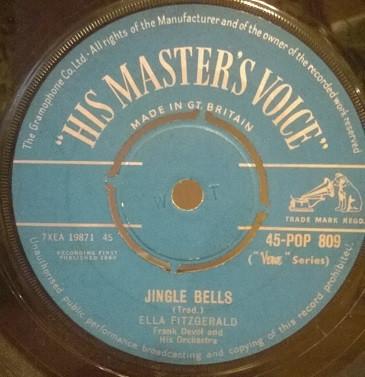 The Gramophone Co. Ltd. All rights of the Manufacturer and of the owner of the recorded work reserved
"HIS MASTER'S VOICE"
MADE IN GT. BRITAIN
W T
TRADE MARK REGD.
7XEA 19871 45
45-POP 809
RECORDING FIRST
PUBLISHED 1960
("Verve" Series)
JINGLE BELLS
(Trad.)
ELLA FITZGERALD
Frank Devol and
His Orchestra
Unauthorised public performance broadcasting and copying of this record prohibited.